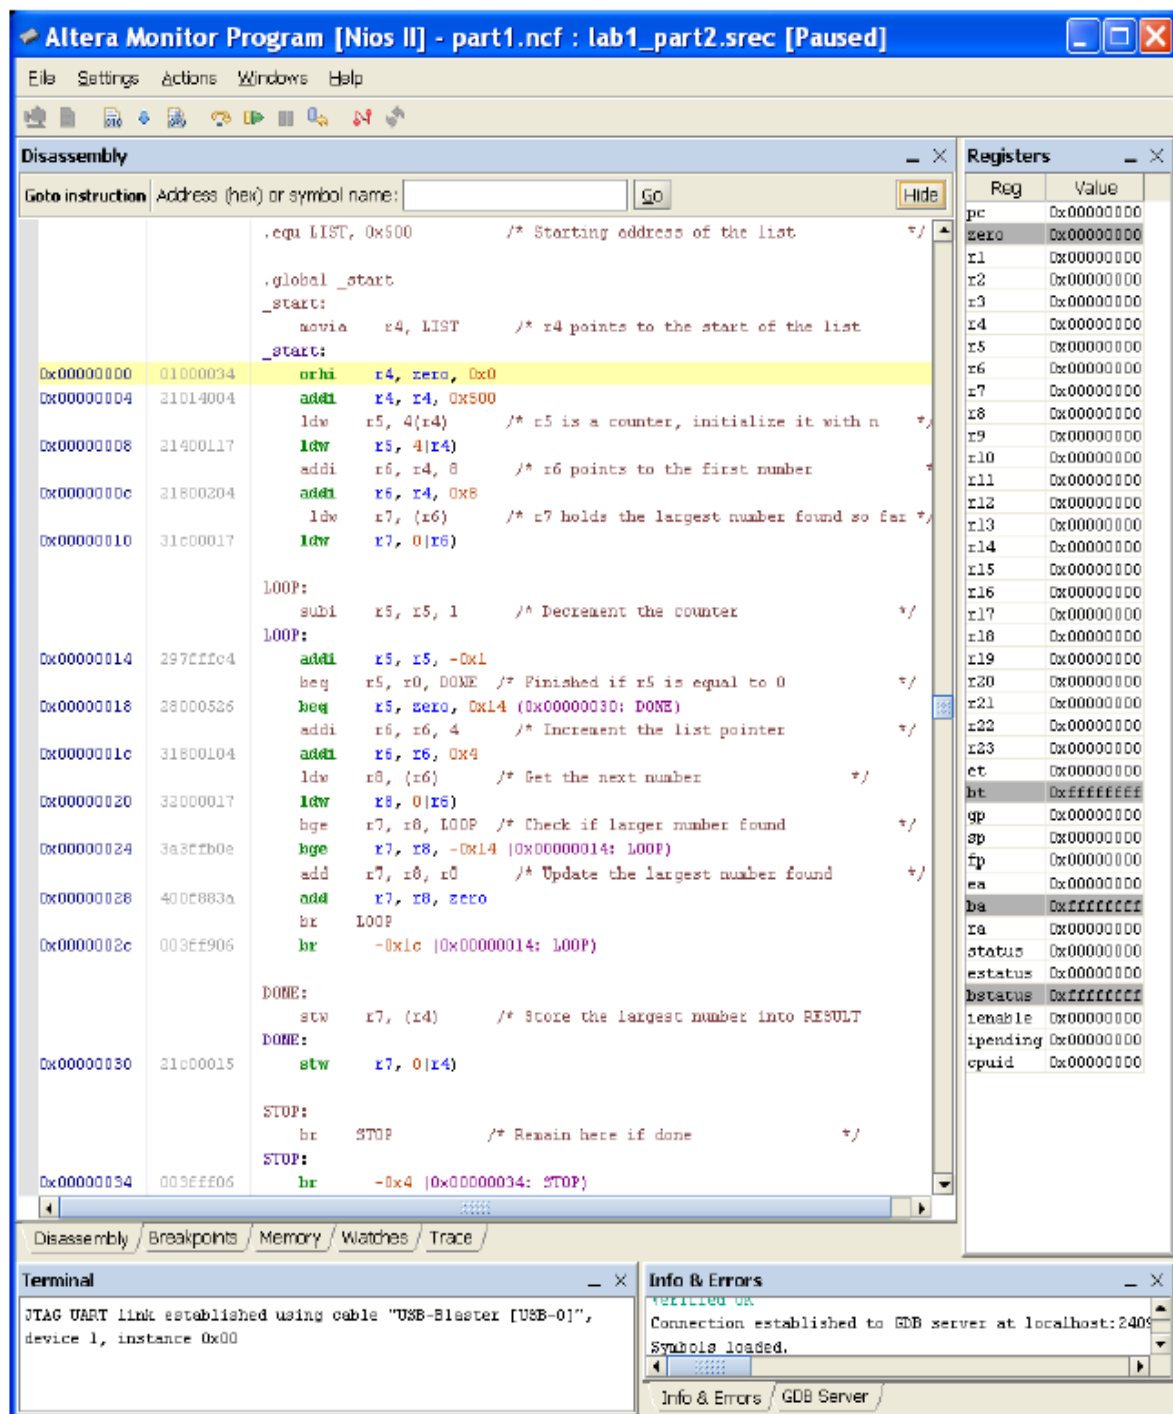 Altera Monitor Program [Nios II] - part1.ncf : lab1_part2.srec [Paused]
File Settings Actions Windows Help
Disassembly
Goto instruction Address (hex) or symbol name: Go Hide
.equ LIST, 0x500 /* Starting address of the list */
.global _start
_start:
movia r4, LIST /* r4 points to the start of the list
_start:
0x00000000 01000034 orhi r4, zero, 0x0
0x00000004 21014004 addi r4, r4, 0x500
ldw r5, 4(r4) /* r5 is a counter, initialize it with n */
0x00000008 21400117 ldw r5, 4(r4)
addi r6, r4, 8 /* r6 points to the first number *
0x0000000c 21800204 addi r6, r4, 0x8
ldw r7, (r6) /* r7 holds the largest number found so far */
0x00000010 31c00017 ldw r7, 0(r6)
LOOP:
subi r5, r5, 1 /* Decrement the counter */
LOOP:
0x00000014 297fffc4 addi r5, r5, -0x1
beq r5, r0, DONE /* Finished if r5 is equal to 0 */
0x00000018 28000526 beq r5, zero, 0x14 (0x00000030: DONE)
addi r6, r6, 4 /* Increment the list pointer */
0x0000001c 31800104 addi r6, r6, 0x4
ldw r8, (r6) /* Get the next number */
0x00000020 32000017 ldw r8, 0(r6)
bge r7, r8, LOOP /* Check if larger number found */
0x00000024 3a3ffb0e bge r7, r8, -0x14 (0x00000014: LOOP)
add r7, r8, r0 /* Update the largest number found */
0x00000028 400f883a add r7, r8, zero
br LOOP
0x0000002c 003ff906 br -0x1c (0x00000014: LOOP)
DONE:
stw r7, (r4) /* Store the largest number into RESULT
DONE:
0x00000030 21c00015 stw r7, 0(r4)
STOP:
br STOP /* Remain here if done */
STOP:
0x00000034 003fff06 br -0x4 (0x00000034: STOP)
Disassembly Breakpoints Memory Watches Trace
Registers
Reg Value
pc 0x00000000
zero 0x00000000
r1 0x00000000
r2 0x00000000
r3 0x00000000
r4 0x00000000
r5 0x00000000
r6 0x00000000
r7 0x00000000
r8 0x00000000
r9 0x00000000
r10 0x00000000
r11 0x00000000
r12 0x00000000
r13 0x00000000
r14 0x00000000
r15 0x00000000
r16 0x00000000
r17 0x00000000
r18 0x00000000
r19 0x00000000
r20 0x00000000
r21 0x00000000
r22 0x00000000
r23 0x00000000
et 0x00000000
bt 0xffffffff
gp 0x00000000
sp 0x00000000
fp 0x00000000
ea 0x00000000
ba 0xffffffff
ra 0x00000000
status 0x00000000
estatus 0x00000000
bstatus 0xffffffff
ienable 0x00000000
ipending 0x00000000
cpuid 0x00000000
Terminal
JTAG UART link established using cable "USB-Blaster [USB-0]",
device 1, instance 0x00
Info & Errors
Verified OK
Connection established to GDB server at localhost:2409
Symbols loaded.
Info & Errors GDB Server